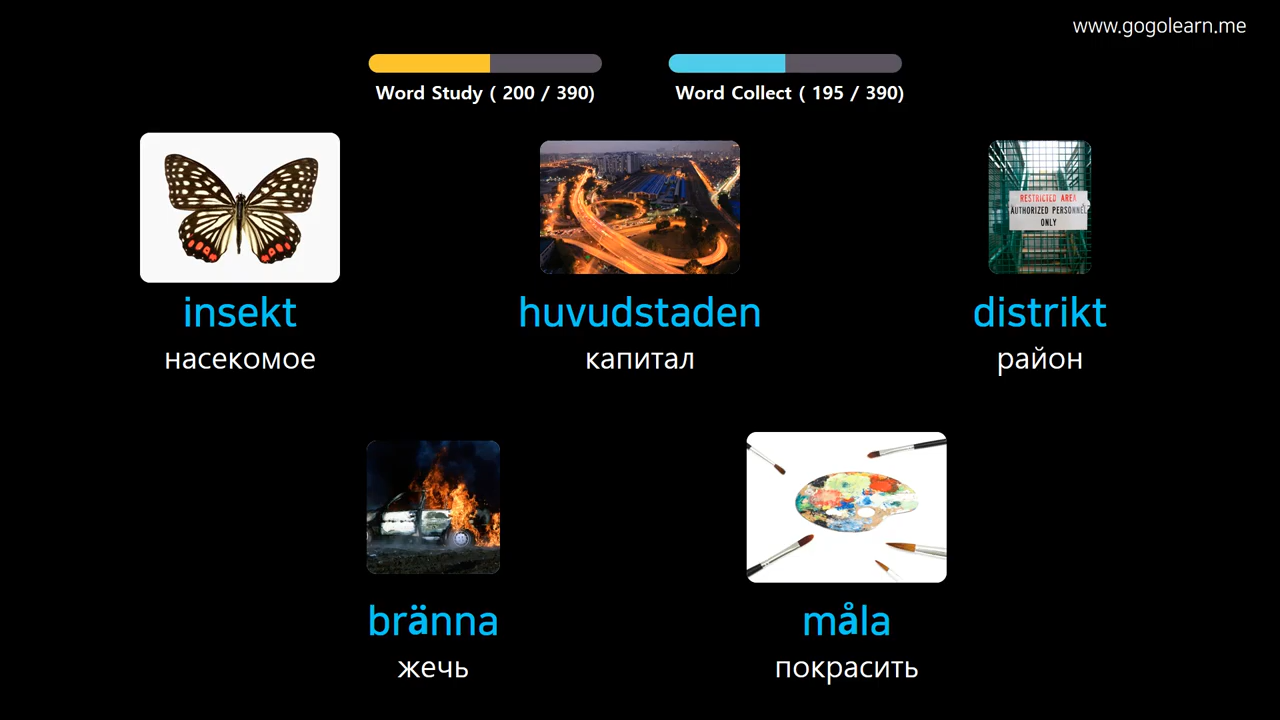 www.gogolearn.me
Word Study ( 200 / 390)
Word Collect ( 195 / 390)
RESTRICTED AREA
AUTHORIZED PERSONNEL
ONLY
insekt
huvudstaden
distrikt
насекомое
капитал
район
bränna
måla
жечь
покрасить